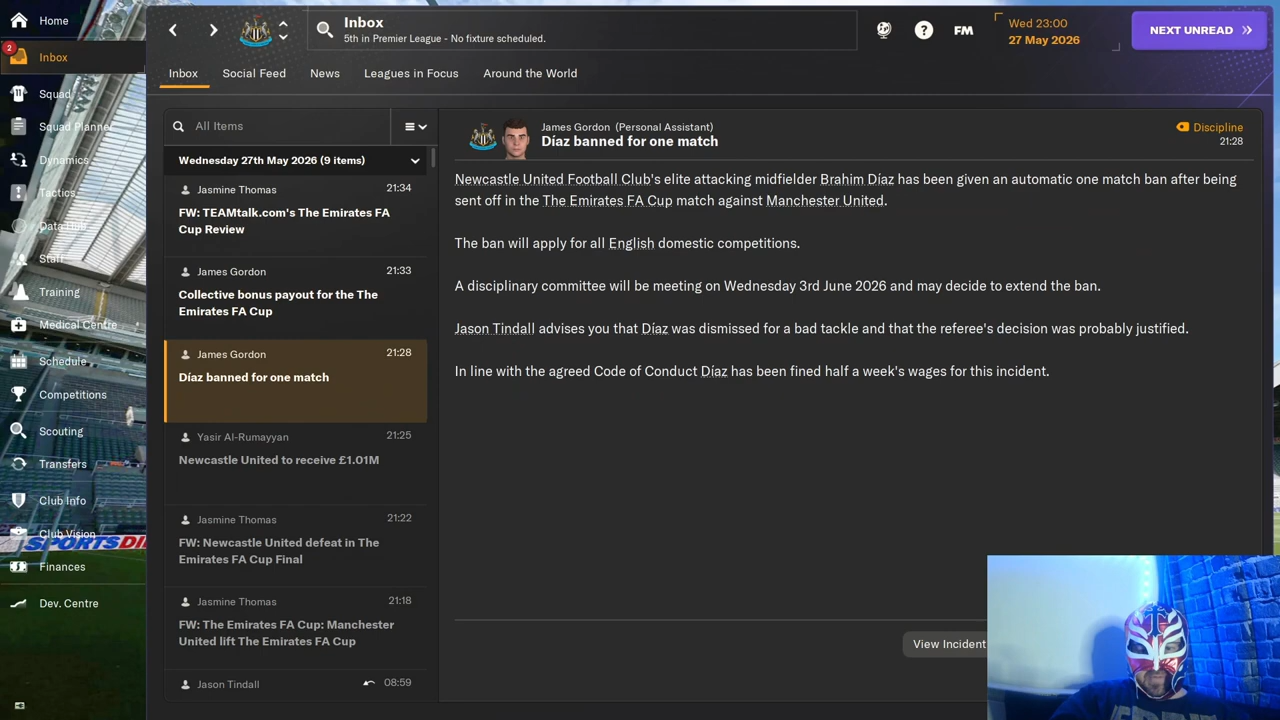 Home
2
Inbox
Squad
Squad Planner
Dynamics
Tactics
Data Hub
Staff
Training
Medical Centre
Schedule
Competitions
Scouting
Transfers
Club Info
Club Vision
SPORTSDI
Finances
Dev. Centre
Inbox
5th in Premier League - No fixture scheduled.
FM
Wed 23:00
27 May 2026
NEXT UNREAD
Inbox
Social Feed
News
Leagues in Focus
Around the World
All Items
Wednesday 27th May 2026 (9 items)
Jasmine Thomas 21:34
FW: TEAMtalk.com's The Emirates FA
Cup Review
James Gordon 21:33
Collective bonus payout for the The
Emirates FA Cup
James Gordon 21:28
Díaz banned for one match
Yasir Al-Rumayyan 21:25
Newcastle United to receive £1.01M
Jasmine Thomas 21:22
FW: Newcastle United defeat in The
Emirates FA Cup Final
Jasmine Thomas 21:18
FW: The Emirates FA Cup: Manchester
United lift The Emirates FA Cup
Jason Tindall 08:59
James Gordon (Personal Assistant)
Díaz banned for one match
Discipline
21:28
Newcastle United Football Club's elite attacking midfielder Brahim Díaz has been given an automatic one match ban after being
sent off in the The Emirates FA Cup match against Manchester United.
The ban will apply for all English domestic competitions.
A disciplinary committee will be meeting on Wednesday 3rd June 2026 and may decide to extend the ban.
Jason Tindall advises you that Díaz was dismissed for a bad tackle and that the referee's decision was probably justified.
In line with the agreed Code of Conduct Díaz has been fined half a week's wages for this incident.
View Incident